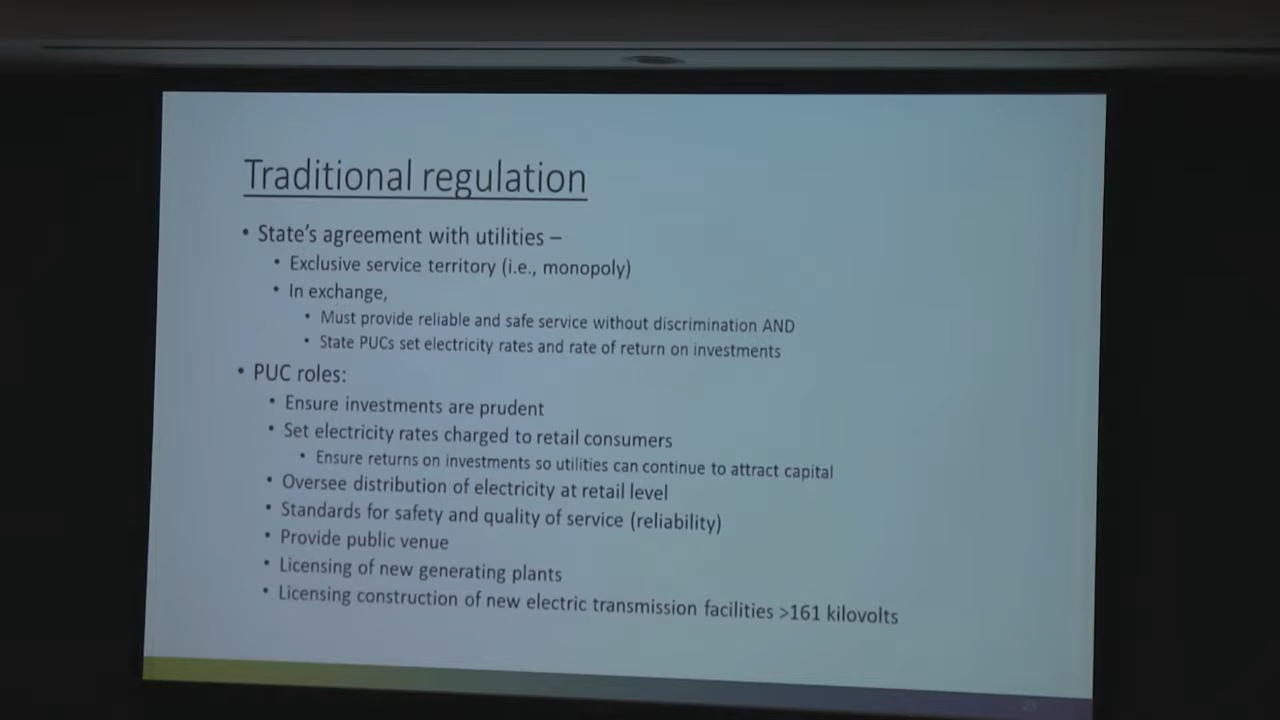 Traditional regulation
• State's agreement with utilities –
• Exclusive service territory (i.e., monopoly)
• In exchange,
• Must provide reliable and safe service without discrimination AND
• State PUCs set electricity rates and rate of return on investments
• PUC roles:
• Ensure investments are prudent
• Set electricity rates charged to retail consumers
• Ensure returns on investments so utilities can continue to attract capital
• Oversee distribution of electricity at retail level
• Standards for safety and quality of service (reliability)
• Provide public venue
• Licensing of new generating plants
• Licensing construction of new electric transmission facilities >161 kilovolts